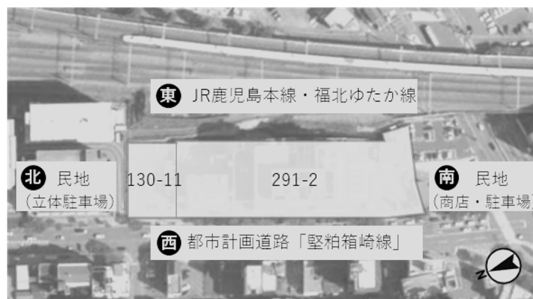 東 JR鹿児島本線・福北ゆたか線
北 民地
(立体駐車場)
130-11
291-2
南 民地
(商店・駐車場)
西 都市計画道路「堅粕箱崎線」
N